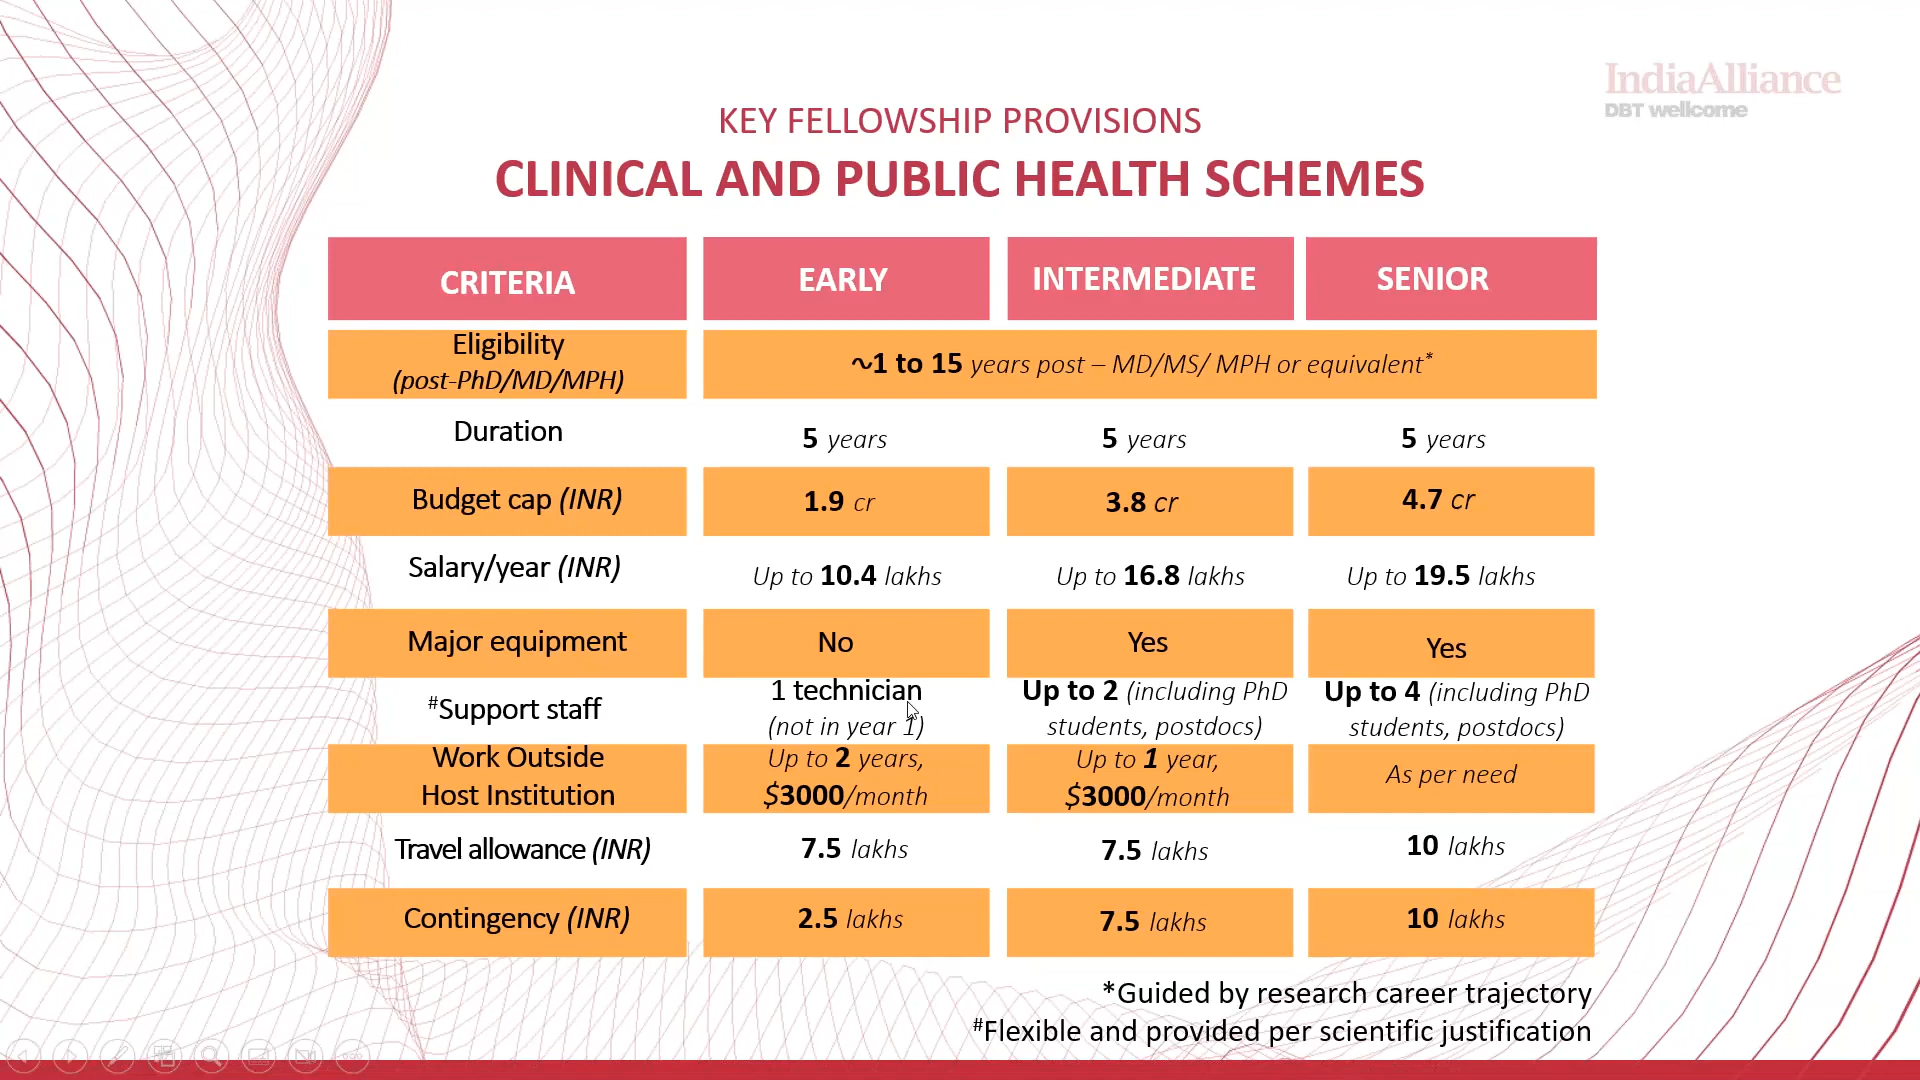 IndiaAlliance
DBT wellcome
KEY FELLOWSHIP PROVISIONS
CLINICAL AND PUBLIC HEALTH SCHEMES
CRITERIA EARLY INTERMEDIATE SENIOR
Eligibility
(post-PhD/MD/MPH)
~1 to 15 years post – MD/MS/ MPH or equivalent*
Duration 5 years 5 years 5 years
Budget cap (INR) 1.9 cr 3.8 cr 4.7 cr
Salary/year (INR) Up to 10.4 lakhs Up to 16.8 lakhs Up to 19.5 lakhs
Major equipment No Yes Yes
#Support staff
1 technician
(not in year 1)
Up to 2 (including PhD
students, postdocs)
Up to 4 (including PhD
students, postdocs)
Work Outside
Host Institution
Up to 2 years,
$3000/month
Up to 1 year,
$3000/month
As per need
Travel allowance (INR) 7.5 lakhs 7.5 lakhs 10 lakhs
Contingency (INR) 2.5 lakhs 7.5 lakhs 10 lakhs
*Guided by research career trajectory
#Flexible and provided per scientific justification